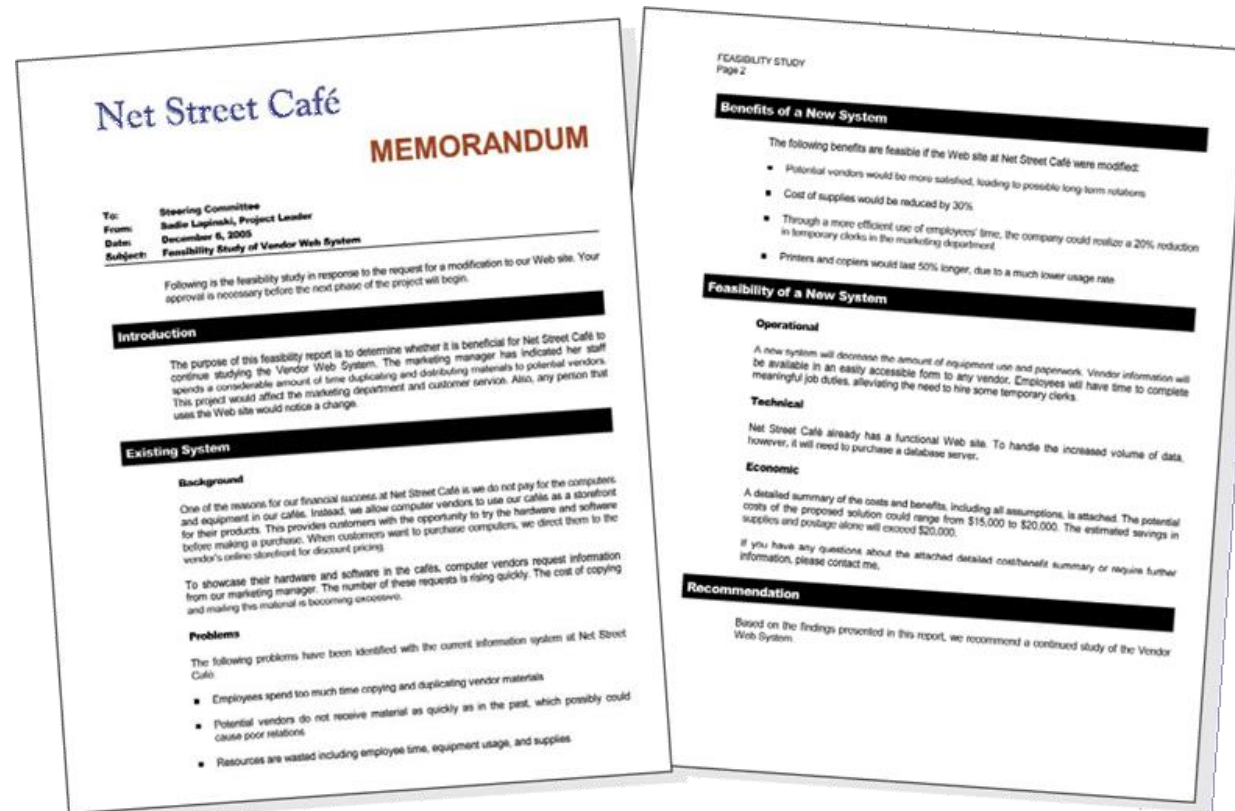 Net Street Café
MEMORANDUM
To: Steering Committee
From: Sadie Lapinski, Project Leader
Date: December 6, 2005
Subject: Feasibility Study of Vendor Web System
Following is the feasibility study in response to the request for a modification to our Web site. Your
approval is necessary before the next phase of the project will begin.
Introduction
The purpose of this feasibility report is to determine whether it is beneficial for Net Street Café to
continue studying the Vendor Web System. The marketing manager has indicated her staff
spends a considerable amount of time duplicating and distributing materials to potential vendors.
This project would affect the marketing department and customer service. Also, any person that
uses the Web site would notice a change.
Existing System
Background
One of the reasons for our financial success at Net Street Café is we do not pay for the computers
and equipment in our cafés. Instead, we allow computer vendors to use our cafés as a storefront
for their products. This provides customers with the opportunity to try the hardware and software
before making a purchase. When customers want to purchase computers, we direct them to the
vendor's online storefront for discount pricing.
To showcase their hardware and software in the cafés, computer vendors request information
from our marketing manager. The number of these requests is rising quickly. The cost of copying
and mailing this material is becoming excessive.
Problems
The following problems have been identified with the current information system at Net Street
Café
▪ Employees spend too much time copying and duplicating vendor materials
▪ Potential vendors do not receive material as quickly as in the past, which possibly could
cause poor relations
▪ Resources are wasted including employee time, equipment usage, and supplies
FEASIBILITY STUDY
Page 2
Benefits of a New System
The following benefits are feasible if the Web site at Net Street Café were modified:
▪ Potential vendors would be more satisfied, leading to possible long-term relations
▪ Cost of supplies would be reduced by 30%
▪ Through a more efficient use of employees' time, the company could realize a 20% reduction
in temporary clerks in the marketing department
▪ Printers and copiers would last 50% longer, due to a much lower usage rate
Feasibility of a New System
Operational
A new system will decrease the amount of equipment use and paperwork. Vendor information will
be available in an easily accessible form to any vendor. Employees will have time to complete
meaningful job duties, alleviating the need to hire some temporary clerks.
Technical
Net Street Café already has a functional Web site. To handle the increased volume of data,
however, it will need to purchase a database server.
Economic
A detailed summary of the costs and benefits, including all assumptions, is attached. The potential
costs of the proposed solution could range from $15,000 to $20,000. The estimated savings in
supplies and postage alone will exceed $20,000.
If you have any questions about the attached detailed cost/benefit summary or require further
information, please contact me.
Recommendation
Based on the findings presented in this report, we recommend a continued study of the Vendor
Web System.